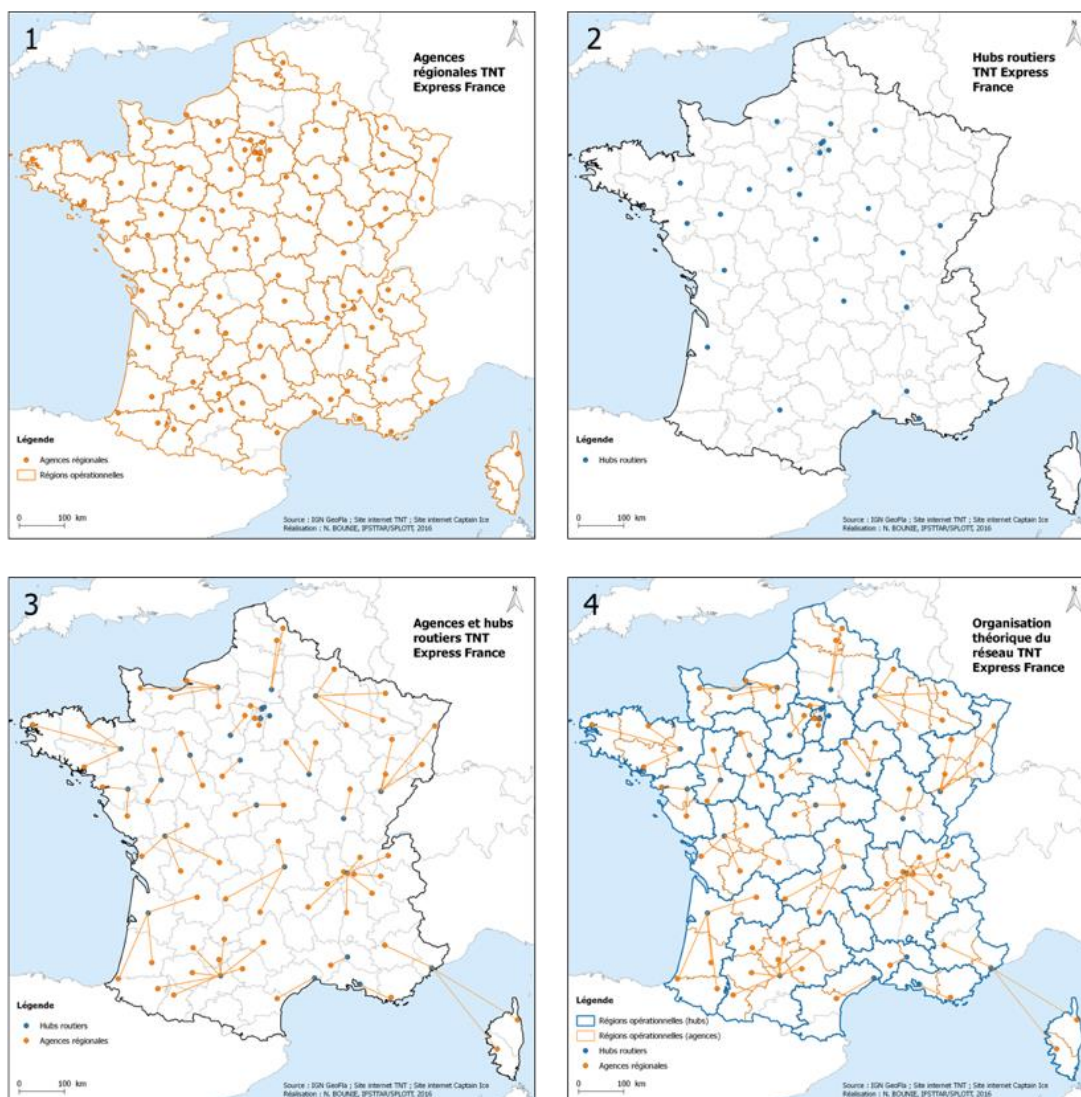 1
N
Agences
régionales TNT
Express France
Légende
Agences régionales
Régions opérationnelles
0 100 km
Source : IGN GeoFla ; Site internet TNT ; Site internet Captain Ice
Réalisation : N. BOUNIE, IFSTTAR/SPLOTT, 2016
2
N
Hubs routiers
TNT Express
France
Légende
Hubs routiers
0 100 km
Source : IGN GeoFla ; Site internet TNT ; Site internet Captain Ice
Réalisation : N. BOUNIE, IFSTTAR/SPLOTT, 2016
3
N
Agences et hubs
routiers TNT
Express France
Légende
Hubs routiers
Agences régionales
0 100 km
Source : IGN GeoFla ; Site internet TNT ; Site internet Captain Ice
Réalisation : N. BOUNIE, IFSTTAR/SPLOTT, 2016
4
N
Organisation
théorique du
réseau TNT
Express France
Légende
Régions opérationnelles (hubs)
Régions opérationnelles (agences)
Hubs routiers
Agences régionales
0 100 km
Source : IGN GeoFla ; Site internet TNT ; Site internet Captain Ice
Réalisation : N. BOUNIE, IFSTTAR/SPLOTT, 2016